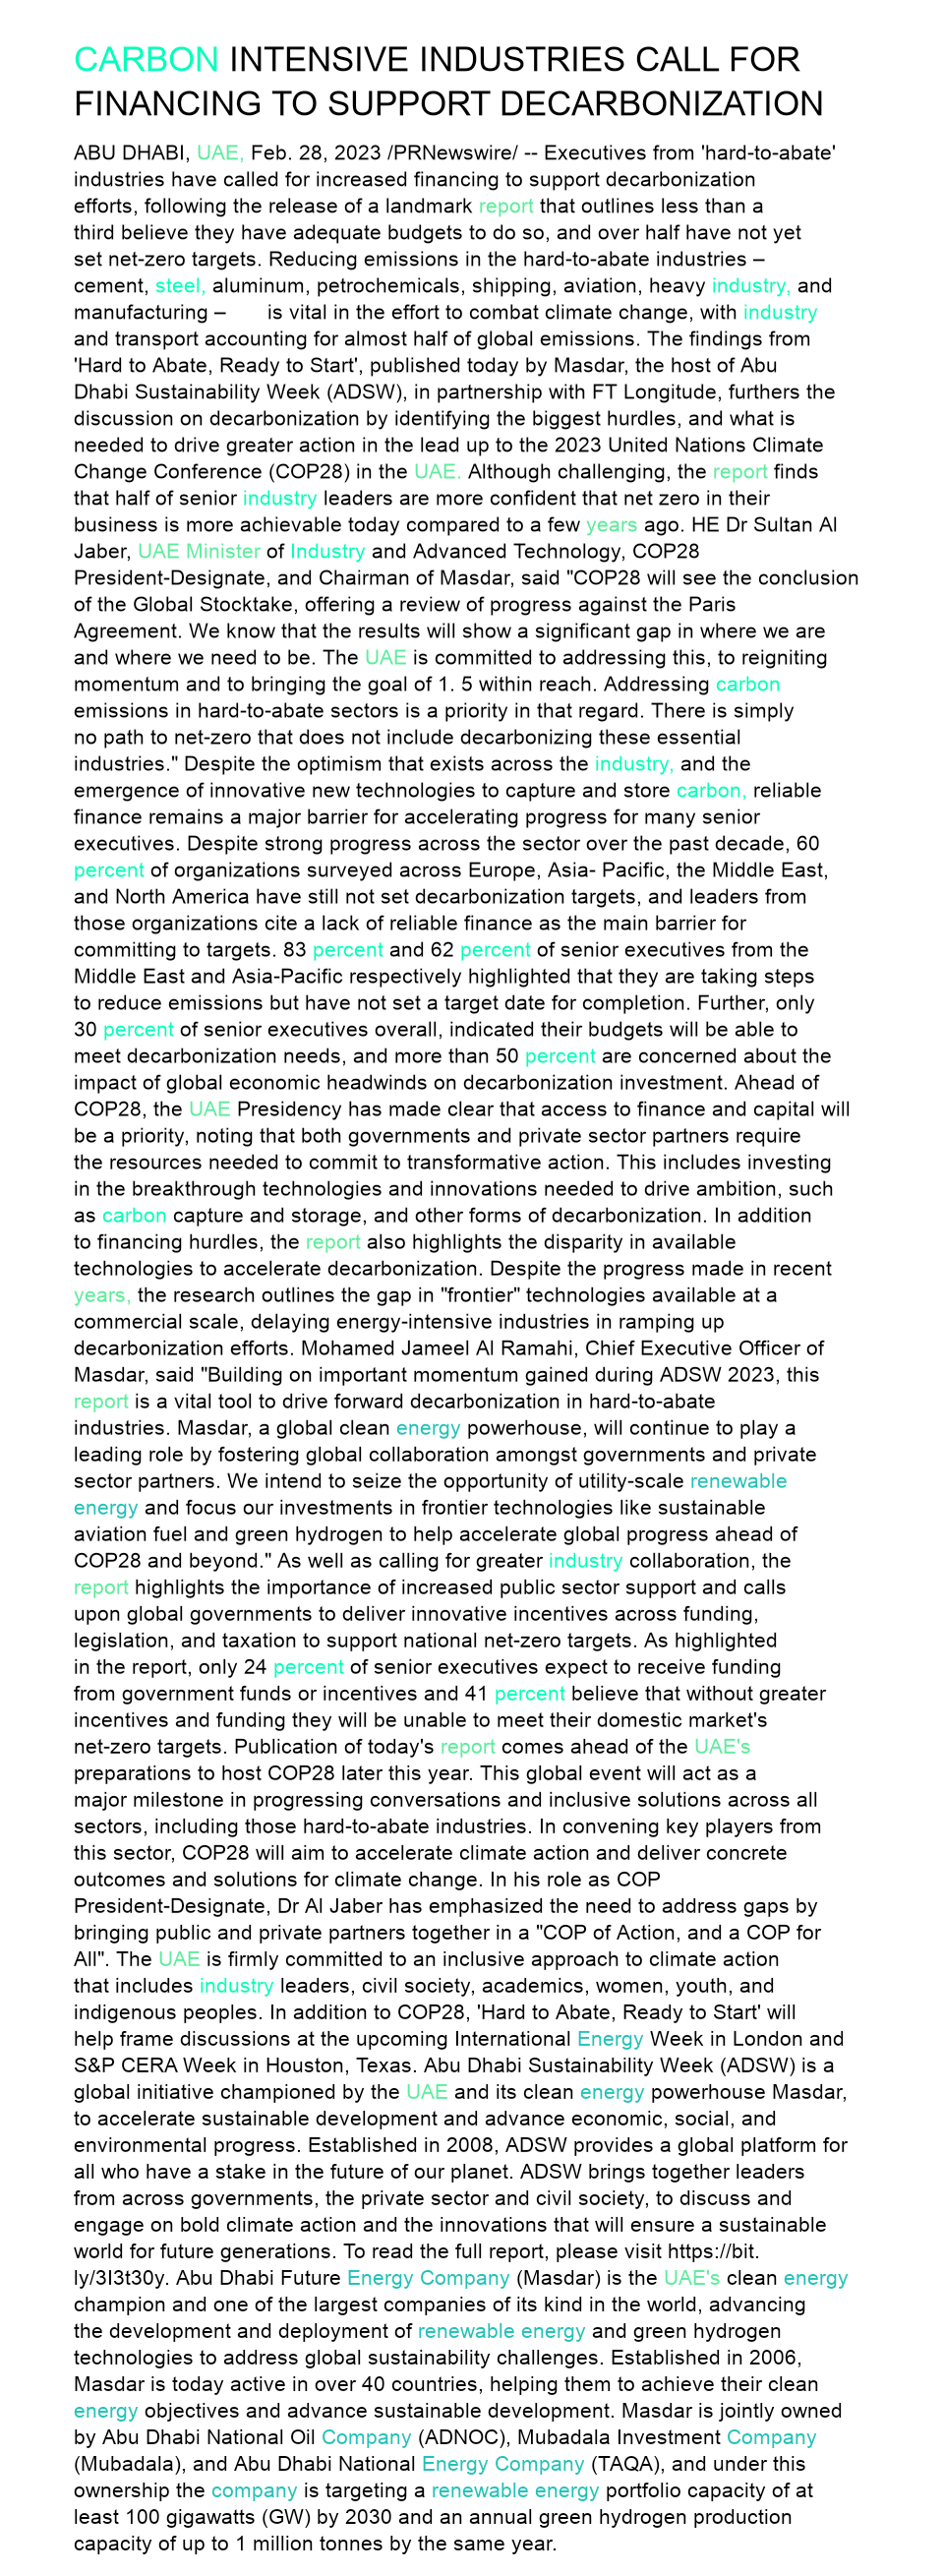 CARBON INTENSIVE INDUSTRIES CALL FOR
FINANCING TO SUPPORT DECARBONIZATION
ABU DHABI, UAE, Feb. 28, 2023 /PRNewswire/ -- Executives from 'hard-to-abate'
industries have called for increased financing to support decarbonization
efforts, following the release of a landmark report that outlines less than a
third believe they have adequate budgets to do so, and over half have not yet
set net-zero targets. Reducing emissions in the hard-to-abate industries –
cement, steel, aluminum, petrochemicals, shipping, aviation, heavy industry, and
manufacturing – is vital in the effort to combat climate change, with industry
and transport accounting for almost half of global emissions. The findings from
'Hard to Abate, Ready to Start', published today by Masdar, the host of Abu
Dhabi Sustainability Week (ADSW), in partnership with FT Longitude, furthers the
discussion on decarbonization by identifying the biggest hurdles, and what is
needed to drive greater action in the lead up to the 2023 United Nations Climate
Change Conference (COP28) in the UAE. Although challenging, the report finds
that half of senior industry leaders are more confident that net zero in their
business is more achievable today compared to a few years ago. HE Dr Sultan Al
Jaber, UAE Minister of Industry and Advanced Technology, COP28
President-Designate, and Chairman of Masdar, said "COP28 will see the conclusion
of the Global Stocktake, offering a review of progress against the Paris
Agreement. We know that the results will show a significant gap in where we are
and where we need to be. The UAE is committed to addressing this, to reigniting
momentum and to bringing the goal of 1. 5 within reach. Addressing carbon
emissions in hard-to-abate sectors is a priority in that regard. There is simply
no path to net-zero that does not include decarbonizing these essential
industries." Despite the optimism that exists across the industry, and the
emergence of innovative new technologies to capture and store carbon, reliable
finance remains a major barrier for accelerating progress for many senior
executives. Despite strong progress across the sector over the past decade, 60
percent of organizations surveyed across Europe, Asia- Pacific, the Middle East,
and North America have still not set decarbonization targets, and leaders from
those organizations cite a lack of reliable finance as the main barrier for
committing to targets. 83 percent and 62 percent of senior executives from the
Middle East and Asia-Pacific respectively highlighted that they are taking steps
to reduce emissions but have not set a target date for completion. Further, only
30 percent of senior executives overall, indicated their budgets will be able to
meet decarbonization needs, and more than 50 percent are concerned about the
impact of global economic headwinds on decarbonization investment. Ahead of
COP28, the UAE Presidency has made clear that access to finance and capital will
be a priority, noting that both governments and private sector partners require
the resources needed to commit to transformative action. This includes investing
in the breakthrough technologies and innovations needed to drive ambition, such
as carbon capture and storage, and other forms of decarbonization. In addition
to financing hurdles, the report also highlights the disparity in available
technologies to accelerate decarbonization. Despite the progress made in recent
years, the research outlines the gap in "frontier" technologies available at a
commercial scale, delaying energy-intensive industries in ramping up
decarbonization efforts. Mohamed Jameel Al Ramahi, Chief Executive Officer of
Masdar, said "Building on important momentum gained during ADSW 2023, this
report is a vital tool to drive forward decarbonization in hard-to-abate
industries. Masdar, a global clean energy powerhouse, will continue to play a
leading role by fostering global collaboration amongst governments and private
sector partners. We intend to seize the opportunity of utility-scale renewable
energy and focus our investments in frontier technologies like sustainable
aviation fuel and green hydrogen to help accelerate global progress ahead of
COP28 and beyond." As well as calling for greater industry collaboration, the
report highlights the importance of increased public sector support and calls
upon global governments to deliver innovative incentives across funding,
legislation, and taxation to support national net-zero targets. As highlighted
in the report, only 24 percent of senior executives expect to receive funding
from government funds or incentives and 41 percent believe that without greater
incentives and funding they will be unable to meet their domestic market's
net-zero targets. Publication of today's report comes ahead of the UAE's
preparations to host COP28 later this year. This global event will act as a
major milestone in progressing conversations and inclusive solutions across all
sectors, including those hard-to-abate industries. In convening key players from
this sector, COP28 will aim to accelerate climate action and deliver concrete
outcomes and solutions for climate change. In his role as COP
President-Designate, Dr Al Jaber has emphasized the need to address gaps by
bringing public and private partners together in a "COP of Action, and a COP for
All". The UAE is firmly committed to an inclusive approach to climate action
that includes industry leaders, civil society, academics, women, youth, and
indigenous peoples. In addition to COP28, 'Hard to Abate, Ready to Start' will
help frame discussions at the upcoming International Energy Week in London and
S&P CERA Week in Houston, Texas. Abu Dhabi Sustainability Week (ADSW) is a
global initiative championed by the UAE and its clean energy powerhouse Masdar,
to accelerate sustainable development and advance economic, social, and
environmental progress. Established in 2008, ADSW provides a global platform for
all who have a stake in the future of our planet. ADSW brings together leaders
from across governments, the private sector and civil society, to discuss and
engage on bold climate action and the innovations that will ensure a sustainable
world for future generations. To read the full report, please visit https://bit.
ly/3I3t30y. Abu Dhabi Future Energy Company (Masdar) is the UAE's clean energy
champion and one of the largest companies of its kind in the world, advancing
the development and deployment of renewable energy and green hydrogen
technologies to address global sustainability challenges. Established in 2006,
Masdar is today active in over 40 countries, helping them to achieve their clean
energy objectives and advance sustainable development. Masdar is jointly owned
by Abu Dhabi National Oil Company (ADNOC), Mubadala Investment Company
(Mubadala), and Abu Dhabi National Energy Company (TAQA), and under this
ownership the company is targeting a renewable energy portfolio capacity of at
least 100 gigawatts (GW) by 2030 and an annual green hydrogen production
capacity of up to 1 million tonnes by the same year.